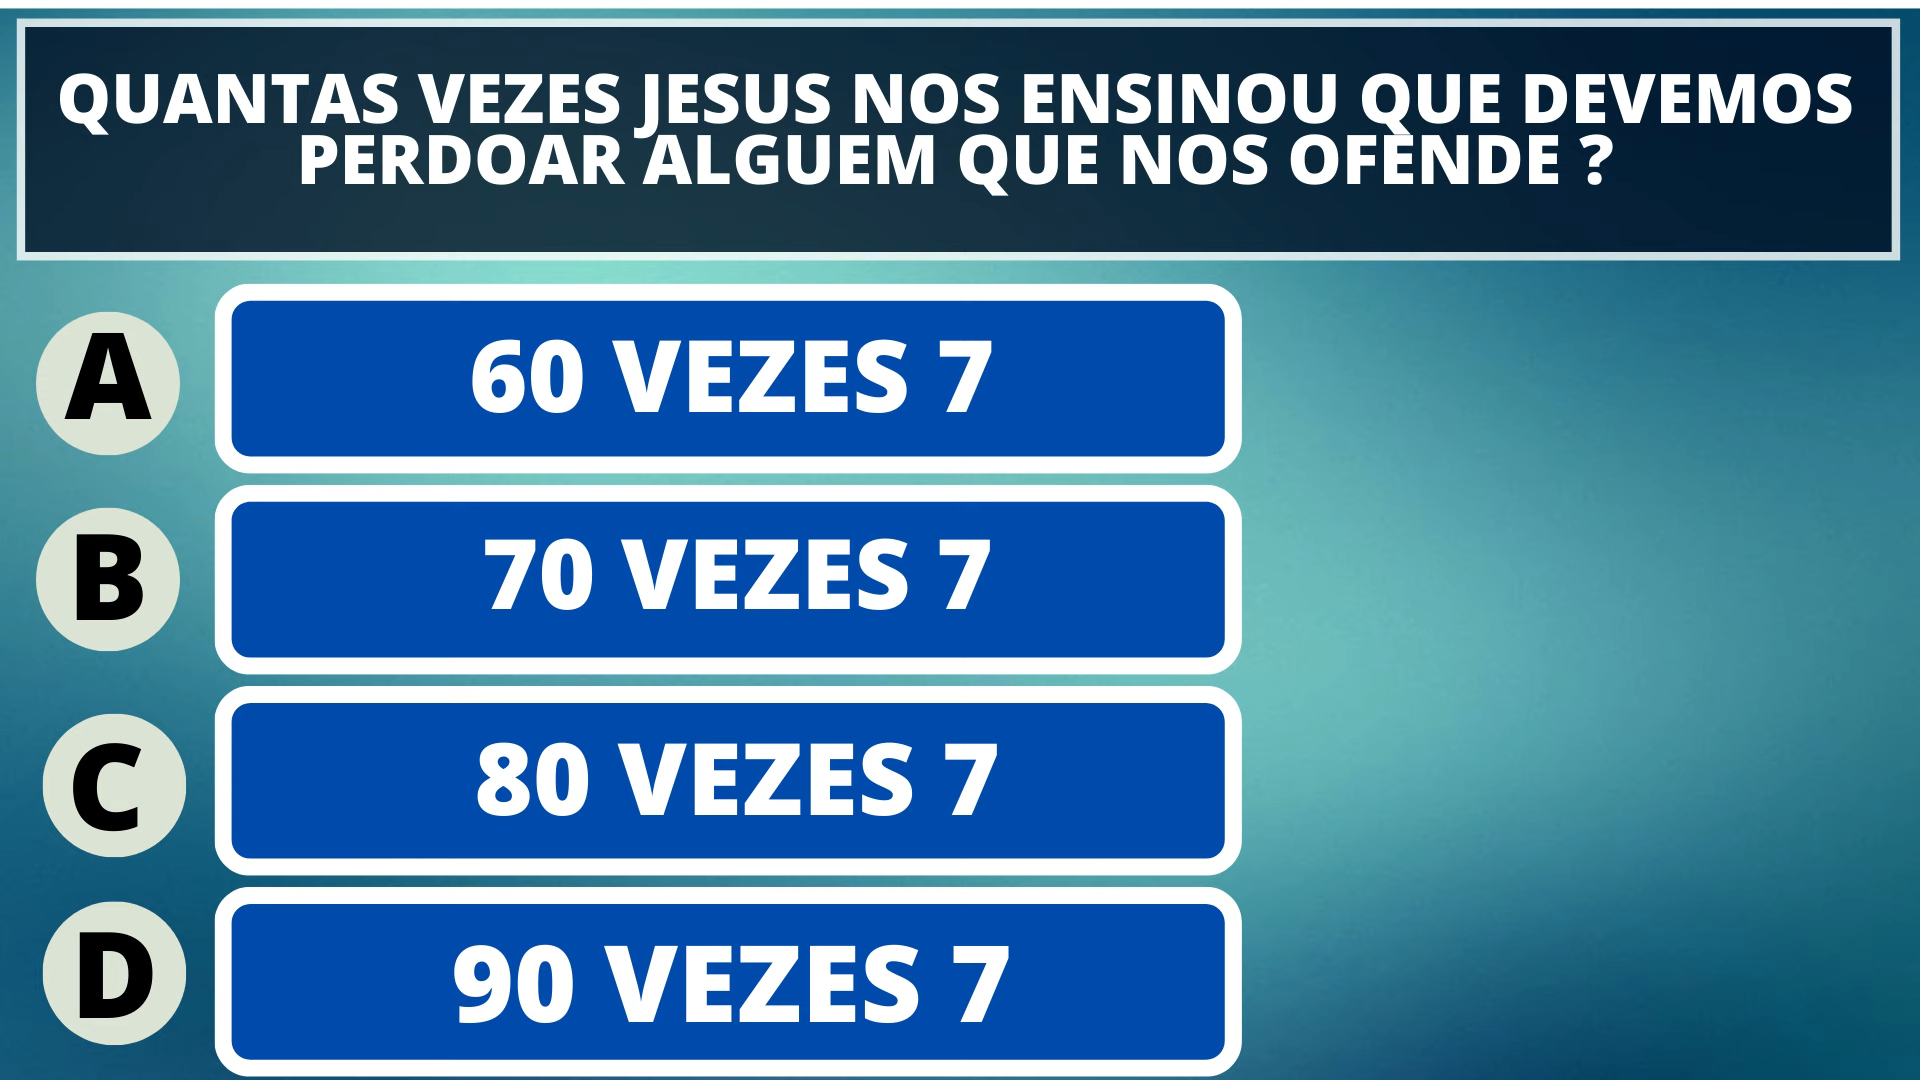 QUANTAS VEZES JESUS NOS ENSINOU QUE DEVEMOS
PERDOAR ALGUEM QUE NOS OFENDE ?
A
60 VEZES 7
B
70 VEZES 7
C
80 VEZES 7
D
90 VEZES 7